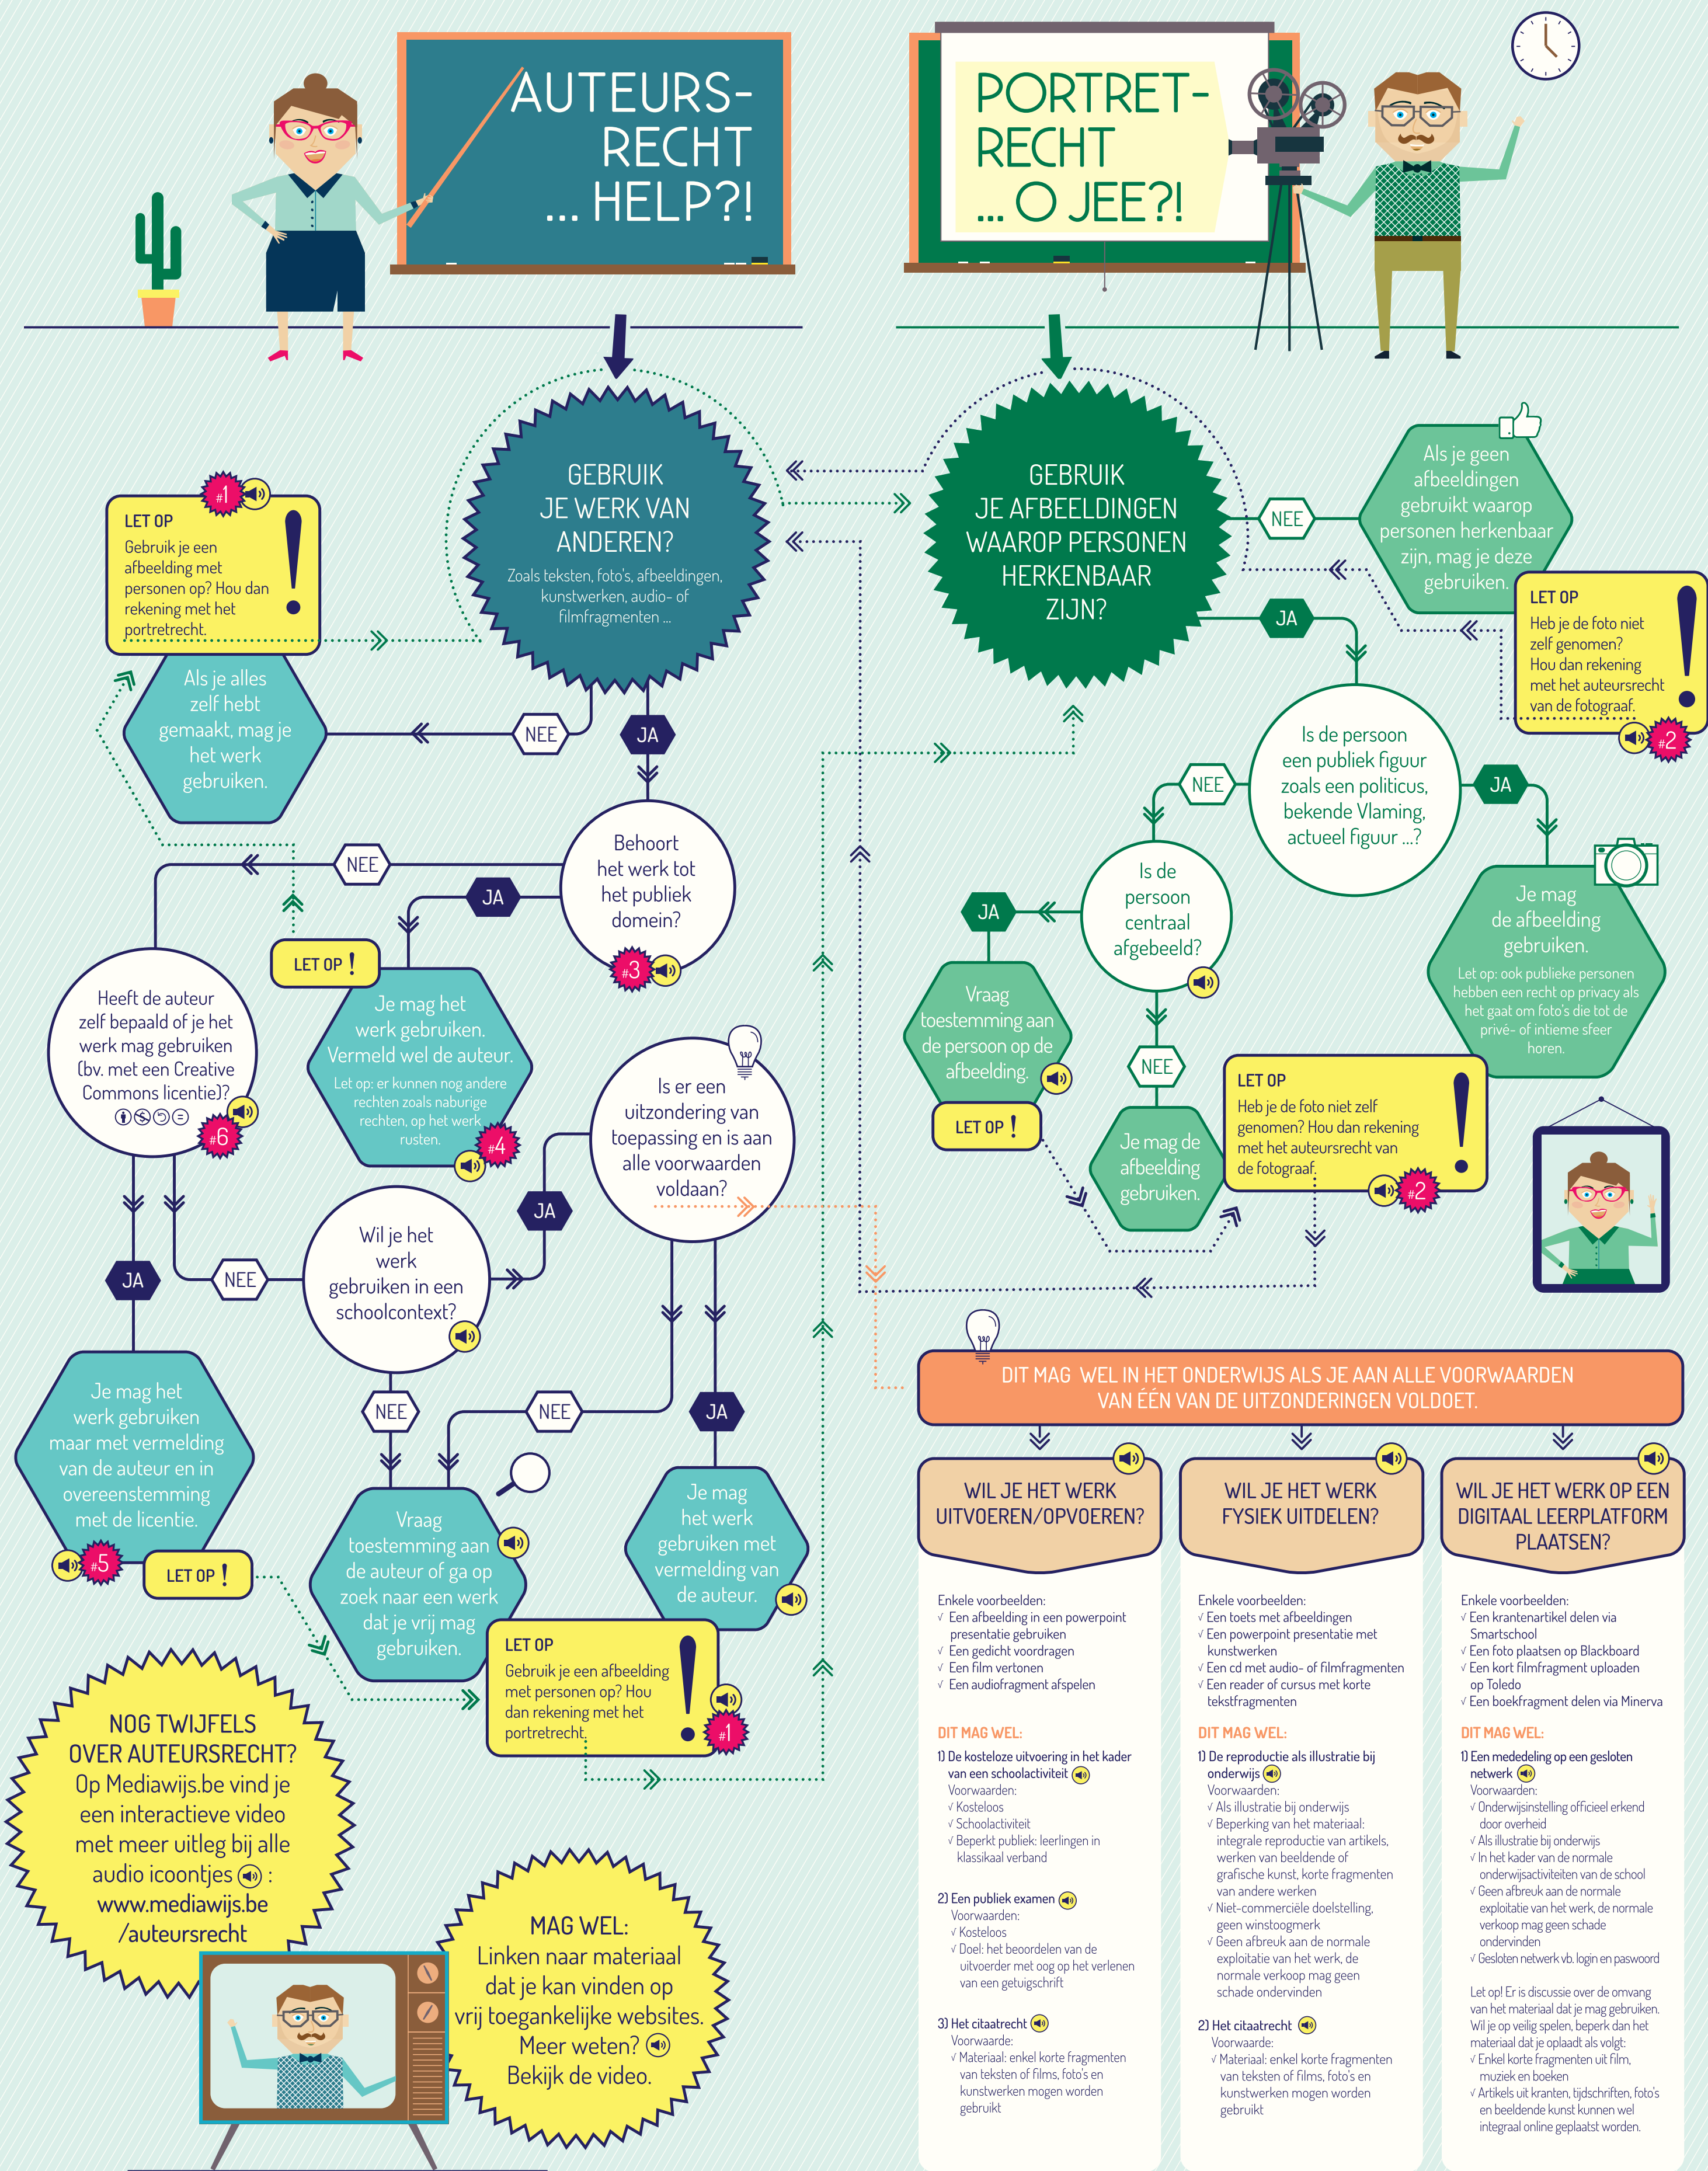 AUTEURS-
RECHT
... HELP?!
PORTRET-
RECHT
... O JEE?!
GEBRUIK
JE WERK VAN
ANDEREN?
Zoals teksten, foto's, afbeeldingen,
kunstwerken, audio- of
filmfragmenten ...
#1
LET OP
Gebruik je een
afbeelding met
personen op? Hou dan
rekening met het
portretrecht.
!
Als je alles
zelf hebt
gemaakt, mag je
het werk
gebruiken.
NEE
JA
Behoort
het werk tot
het publiek
domein?
#3
NEE
JA
LET OP !
Je mag het
werk gebruiken.
Vermeld wel de auteur.
Let op: er kunnen nog andere
rechten zoals naburige
rechten, op het werk
rusten.
#4
Heeft de auteur
zelf bepaald of je het
werk mag gebruiken
(bv. met een Creative
Commons licentie)?
#6
JA
NEE
Wil je het
werk
gebruiken in een
schoolcontext?
JA
NEE
Is er een
uitzondering van
toepassing en is aan
alle voorwaarden
voldaan?
NEE
JA
Je mag het
werk gebruiken
maar met vermelding
van de auteur en in
overeenstemming
met de licentie.
#5
LET OP !
Vraag
toestemming aan
de auteur of ga op
zoek naar een werk
dat je vrij mag
gebruiken.
Je mag
het werk
gebruiken met
vermelding van
de auteur.
LET OP
Gebruik je een afbeelding
met personen op? Hou
dan rekening met het
portretrecht.
!
#1
NOG TWIJFELS
OVER AUTEURSRECHT?
Op Mediawijs.be vind je
een interactieve video
met meer uitleg bij alle
audio icoontjes :
www.mediawijs.be
/auteursrecht
MAG WEL:
Linken naar materiaal
dat je kan vinden op
vrij toegankelijke websites.
Meer weten?
Bekijk de video.
GEBRUIK
JE AFBEELDINGEN
WAAROP PERSONEN
HERKENBAAR
ZIJN?
NEE
Als je geen
afbeeldingen
gebruikt waarop
personen herkenbaar
zijn, mag je deze
gebruiken.
LET OP
Heb je de foto niet
zelf genomen?
Hou dan rekening
met het auteursrecht
van de fotograaf.
!
#2
JA
Is de persoon
een publiek figuur
zoals een politicus,
bekende Vlaming,
actueel figuur ...?
NEE
JA
Je mag
de afbeelding
gebruiken.
Let op: ook publieke personen
hebben een recht op privacy als
het gaat om foto's die tot de
privé- of intieme sfeer
horen.
Is de
persoon
centraal
afgebeeld?
JA
Vraag
toestemming aan
de persoon op de
afbeelding.
LET OP !
NEE
Je mag de
afbeelding
gebruiken.
LET OP
Heb je de foto niet zelf
genomen? Hou dan rekening
met het auteursrecht van
de fotograaf.
!
#2
DIT MAG WEL IN HET ONDERWIJS ALS JE AAN ALLE VOORWAARDEN
VAN ÉÉN VAN DE UITZONDERINGEN VOLDOET.
WIL JE HET WERK
UITVOEREN/OPVOEREN?
Enkele voorbeelden:
√ Een afbeelding in een powerpoint
presentatie gebruiken
√ Een gedicht voordragen
√ Een film vertonen
√ Een audiofragment afspelen
DIT MAG WEL:
1) De kosteloze uitvoering in het kader
van een schoolactiviteit
Voorwaarden:
√ Kosteloos
√ Schoolactiviteit
√ Beperkt publiek: leerlingen in
klassikaal verband
2) Een publiek examen
Voorwaarden:
√ Kosteloos
√ Doel: het beoordelen van de
uitvoerder met oog op het verlenen
van een getuigschrift
3) Het citaatrecht
Voorwaarde:
√ Materiaal: enkel korte fragmenten
van teksten of films, foto's en
kunstwerken mogen worden
gebruikt
WIL JE HET WERK
FYSIEK UITDELEN?
Enkele voorbeelden:
√ Een toets met afbeeldingen
√ Een powerpoint presentatie met
kunstwerken
√ Een cd met audio- of filmfragmenten
√ Een reader of cursus met korte
tekstfragmenten
DIT MAG WEL:
1) De reproductie als illustratie bij
onderwijs
Voorwaarden:
√ Als illustratie bij onderwijs
√ Beperking van het materiaal:
integrale reproductie van artikels,
werken van beeldende of
grafische kunst, korte fragmenten
van andere werken
√ Niet-commerciële doelstelling,
geen winstoogmerk
√ Geen afbreuk aan de normale
exploitatie van het werk, de
normale verkoop mag geen
schade ondervinden
2) Het citaatrecht
Voorwaarde:
√ Materiaal: enkel korte fragmenten
van teksten of films, foto's en
kunstwerken mogen worden
gebruikt
WIL JE HET WERK OP EEN
DIGITAAL LEERPLATFORM
PLAATSEN?
Enkele voorbeelden:
√ Een krantenartikel delen via
Smartschool
√ Een foto plaatsen op Blackboard
√ Een kort filmfragment uploaden
op Toledo
√ Een boekfragment delen via Minerva
DIT MAG WEL:
1) Een mededeling op een gesloten
netwerk
Voorwaarden:
√ Onderwijsinstelling officieel erkend
door overheid
√ Als illustratie bij onderwijs
√ In het kader van de normale
onderwijsactiviteiten van de school
√ Geen afbreuk aan de normale
exploitatie van het werk, de normale
verkoop mag geen schade
ondervinden
√ Gesloten netwerk vb. login en paswoord
Let op! Er is discussie over de omvang
van het materiaal dat je mag gebruiken.
Wil je op veilig spelen, beperk dan het
materiaal dat je oplaadt als volgt:
√ Enkel korte fragmenten uit film,
muziek en boeken
√ Artikels uit kranten, tijdschriften, foto's
en beeldende kunst kunnen wel
integraal online geplaatst worden.